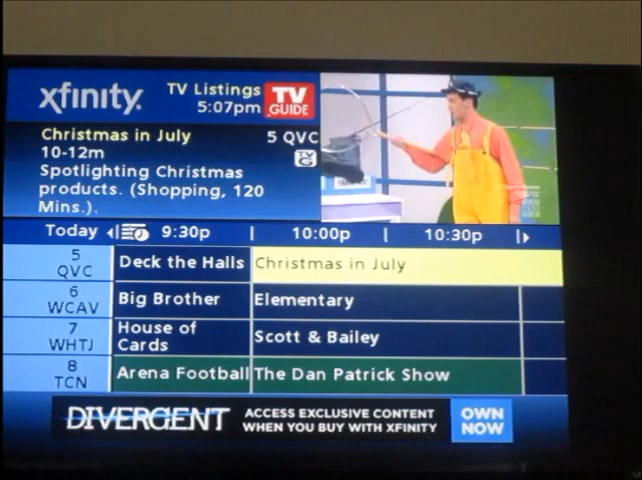 xfinity. TV Listings TV
5:07pm GUIDE
Christmas in July 5 QVC
10-12m TV G
Spotlighting Christmas
products. (Shopping, 120
Mins.).
Today 9:30p 10:00p 10:30p
5 QVC Deck the Halls Christmas in July
6 WCAV Big Brother Elementary
7 WHTJ House of Cards Scott & Bailey
8 TCN Arena Football The Dan Patrick Show
DIVERGENT ACCESS EXCLUSIVE CONTENT OWN
WHEN YOU BUY WITH XFINITY NOW